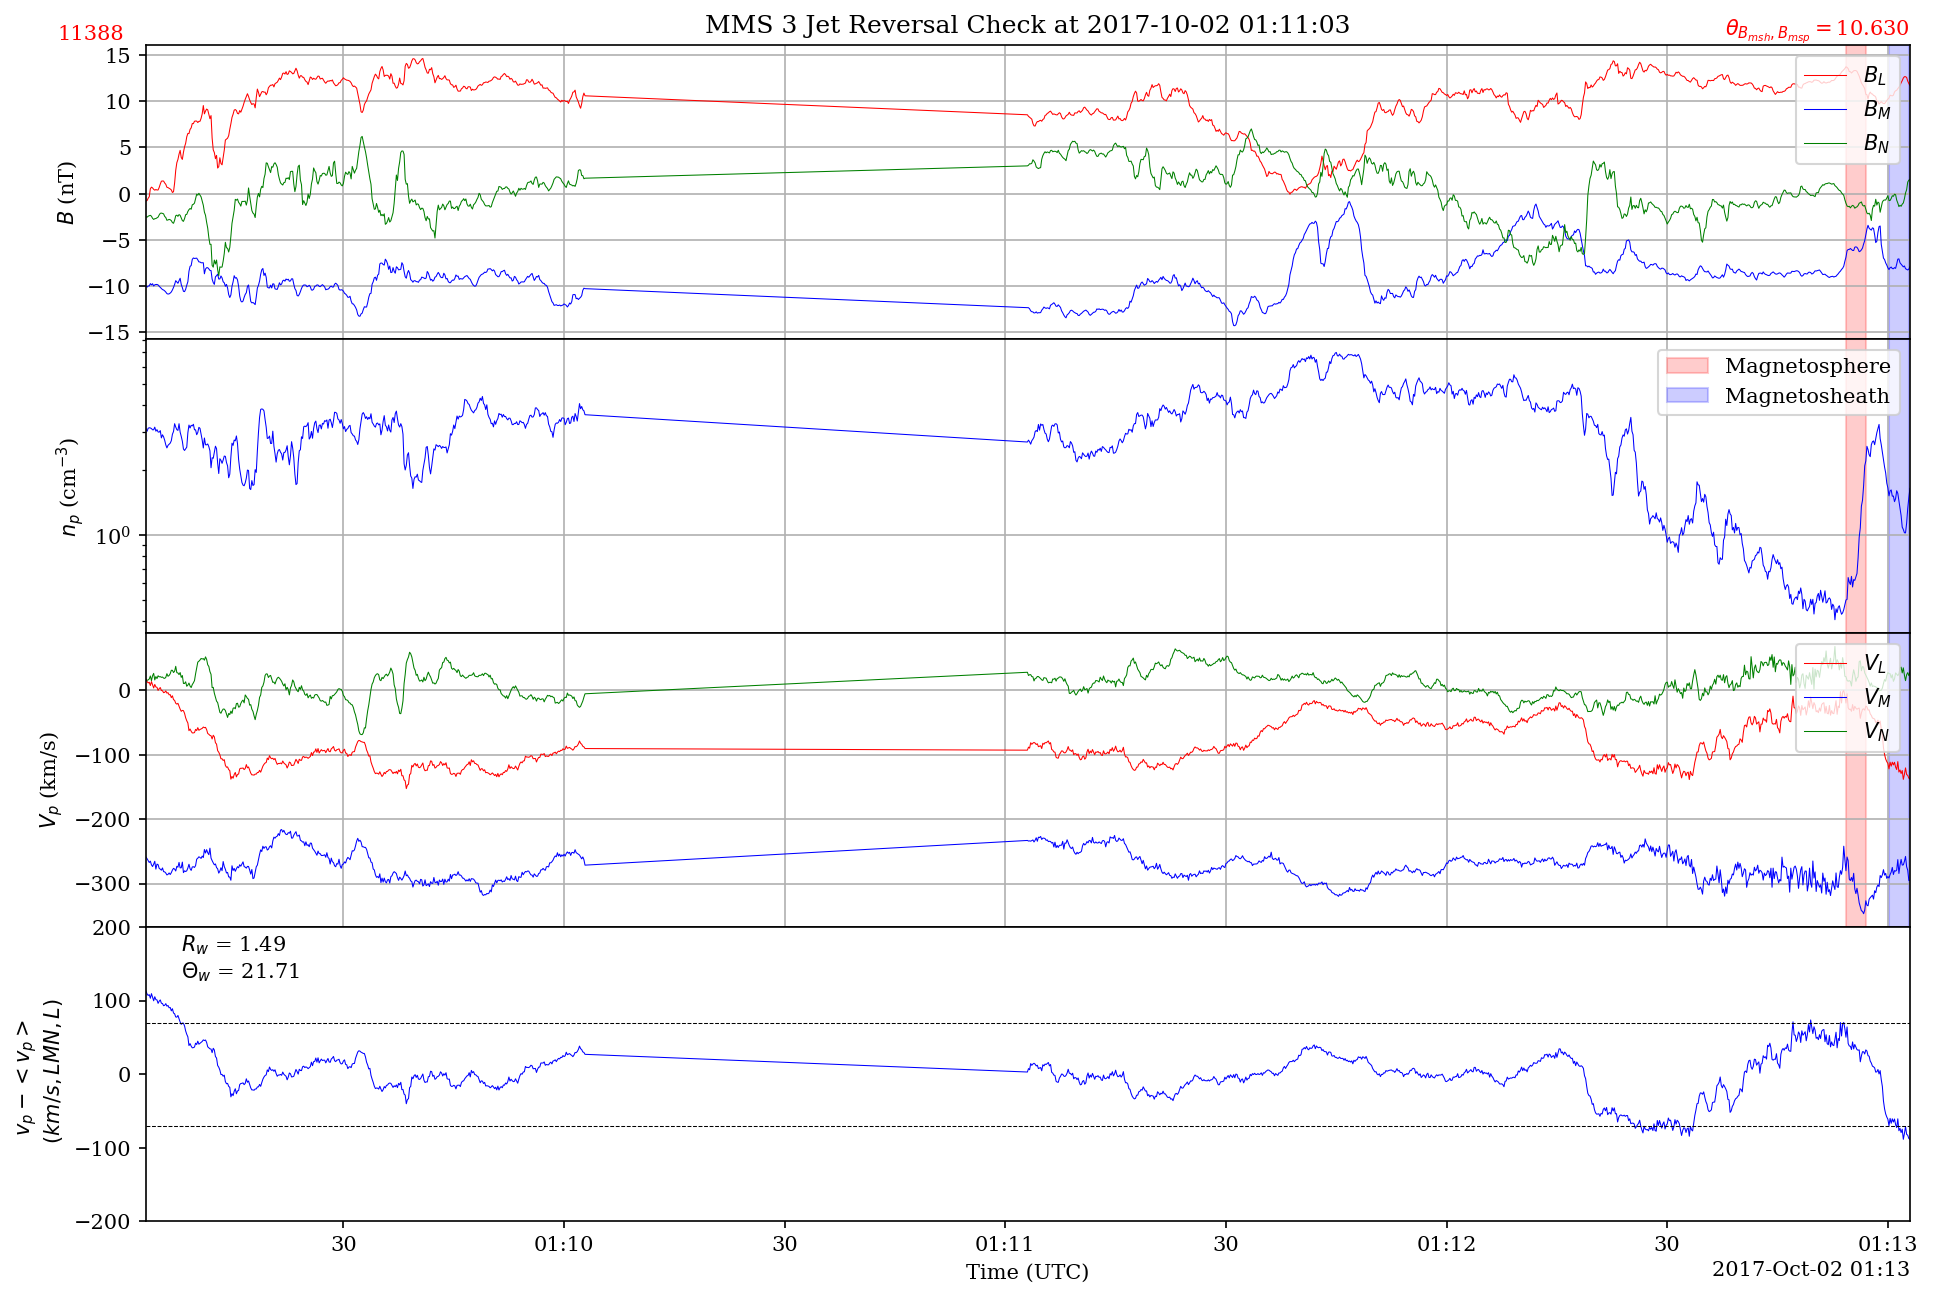 MMS 3 Jet Reversal Check at 2017-10-02 01:11:03
11388
θ_{B_{msh}, B_{msp}} = 10.630
15
10
5
0
−5
−10
−15
B (nT)
B_L
B_M
B_N
10⁰
n_p (cm⁻³)
Magnetosphere
Magnetosheath
0
−100
−200
−300
V_p (km/s)
V_L
V_M
V_N
200
100
0
−100
−200
v_p − < v_p >
(km/s, LMN, L)
R_w = 1.49
Θ_w = 21.71
30
01:10
30
01:11
30
01:12
30
01:13
Time (UTC)
2017-Oct-02 01:13